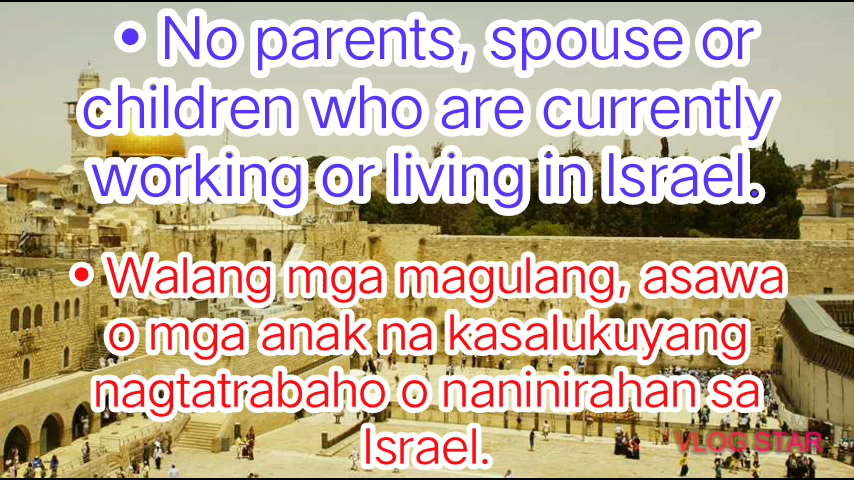 • No parents, spouse or
children who are currently
working or living in Israel.
• Walang mga magulang, asawa
o mga anak na kasalukuyang
nagtatrabaho o naninirahan sa
Israel.
VLOG STAR